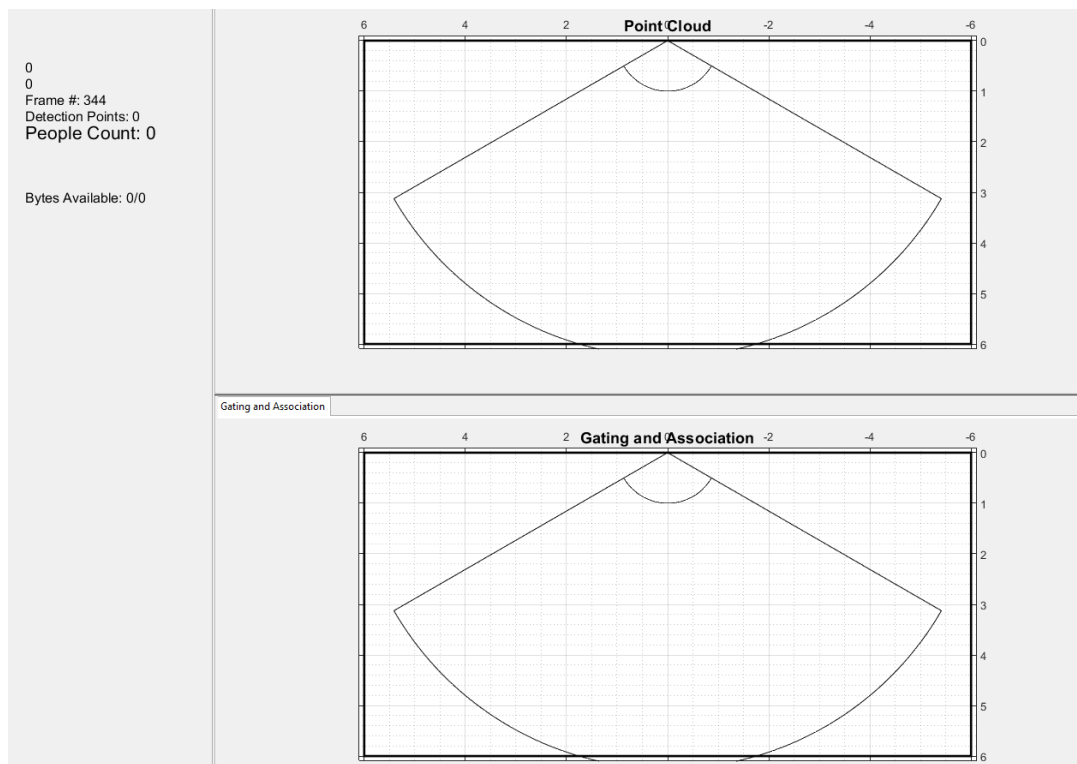 0
0
Frame #: 344
Detection Points: 0
People Count: 0
Bytes Available: 0/0
Point Cloud
6 4 2 0 -2 -4 -6
0
1
2
3
4
5
6
Gating and Association
Gating and Association
6 4 2 0 -2 -4 -6
0
1
2
3
4
5
6